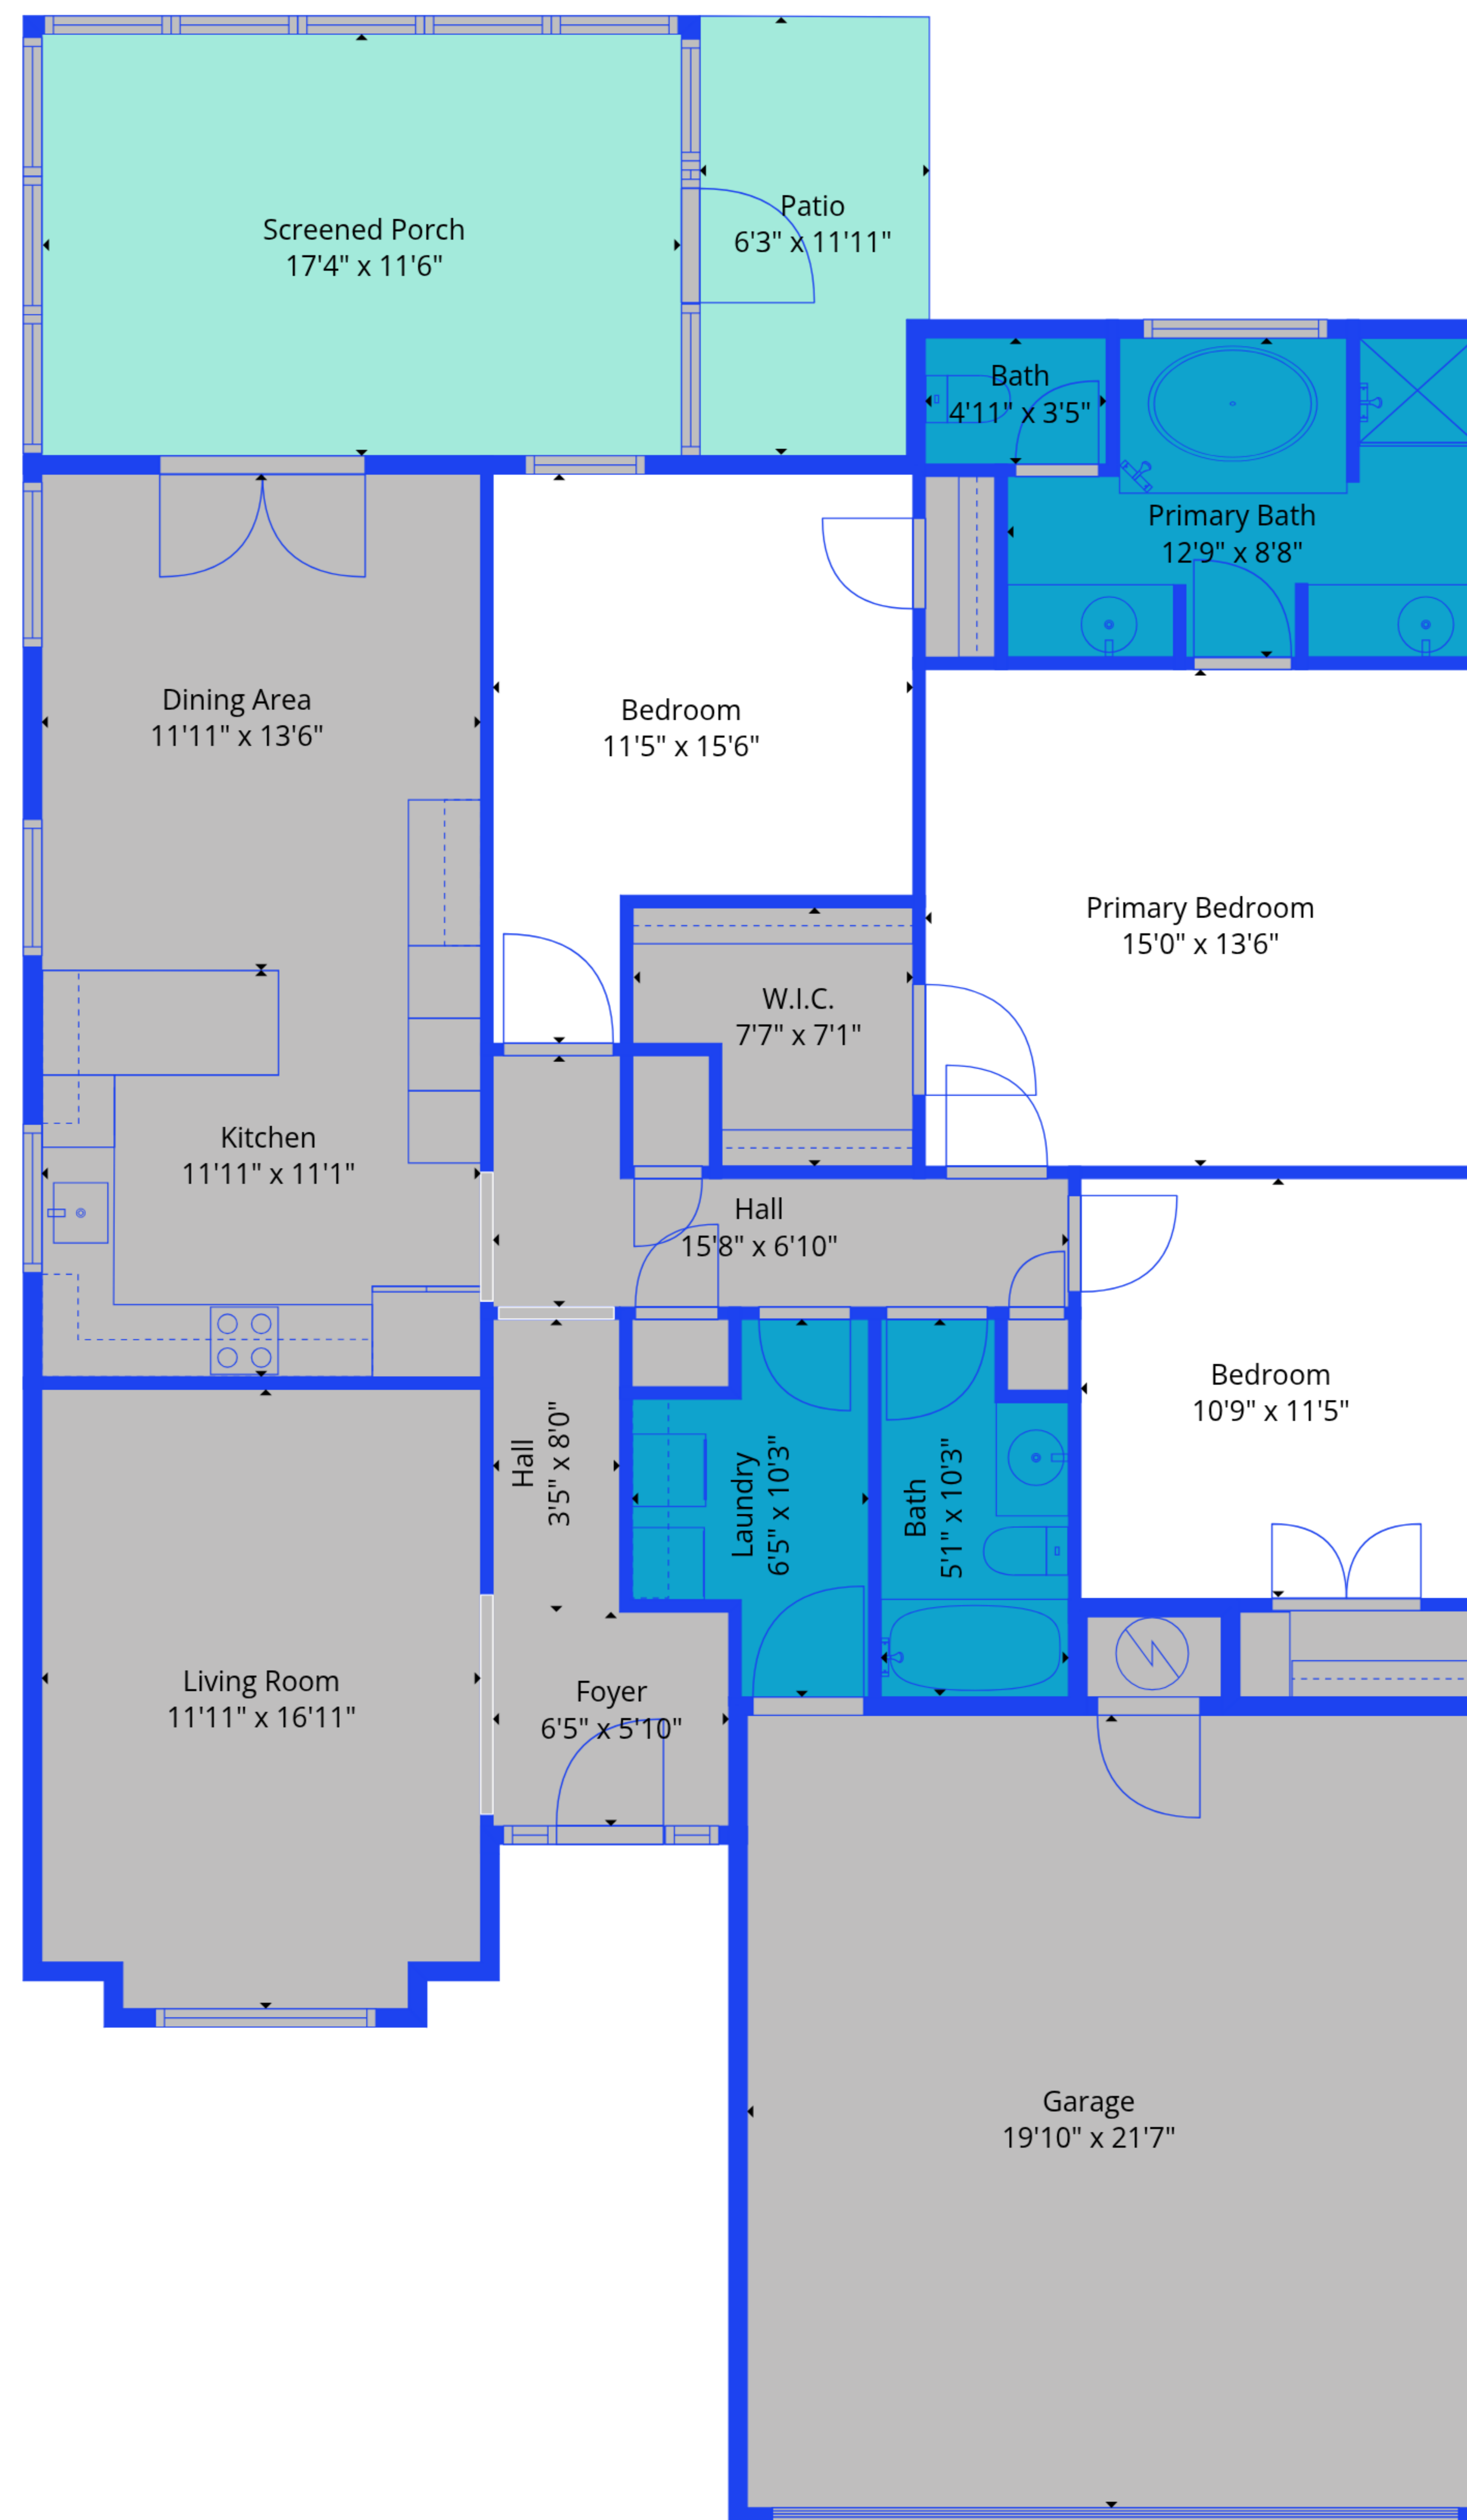 Screened Porch
17'4" x 11'6"
Patio
6'3" x 11'11"
Bath
4'11" x 3'5"
Primary Bath
12'9" x 8'8"
Dining Area
11'11" x 13'6"
Bedroom
11'5" x 15'6"
Primary Bedroom
15'0" x 13'6"
W.I.C.
7'7" x 7'1"
Kitchen
11'11" x 11'1"
Hall
15'8" x 6'10"
Bedroom
10'9" x 11'5"
Hall
3'5" x 8'0"
Laundry
6'5" x 10'3"
Bath
5'1" x 10'3"
Living Room
11'11" x 16'11"
Foyer
6'5" x 5'10"
Garage
19'10" x 21'7"